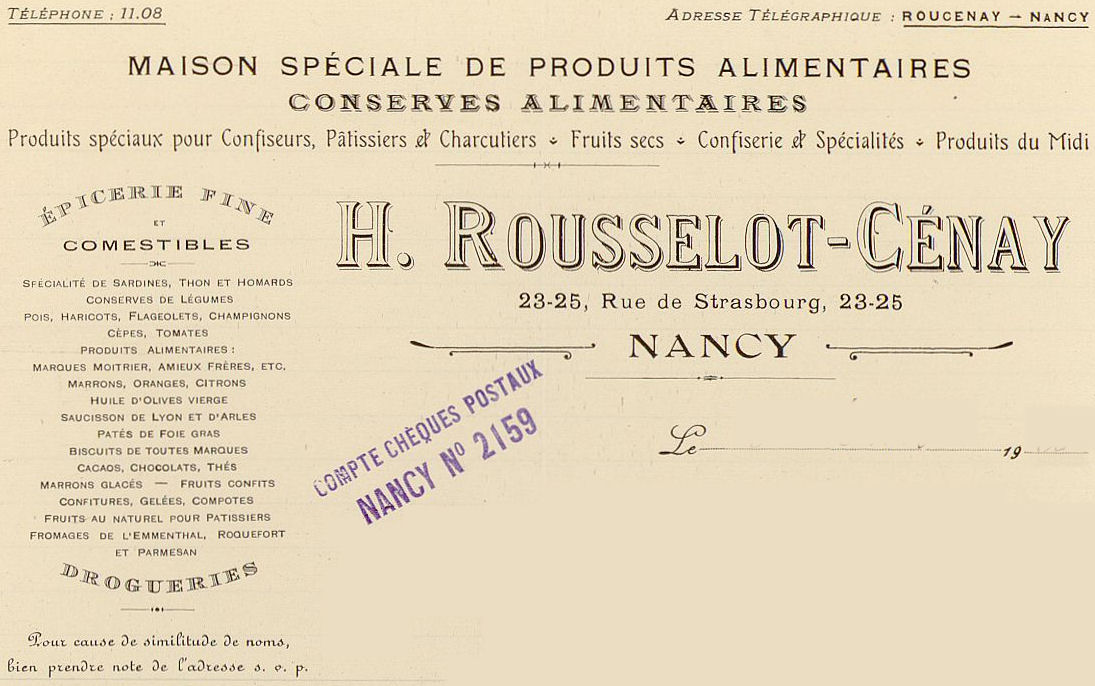 TÉLÉPHONE : 11.08
ADRESSE TÉLÉGRAPHIQUE : ROUCENAY - NANCY
MAISON SPÉCIALE DE PRODUITS ALIMENTAIRES
CONSERVES ALIMENTAIRES
Produits spéciaux pour Confiseurs, Pâtissiers & Charcutiers Fruits secs Confiserie & Spécialités Produits du Midi
ÉPICERIE FINE
ET
COMESTIBLES
SPÉCIALITÉ DE SARDINES, THON ET HOMARDS
CONSERVES DE LÉGUMES
POIS, HARICOTS, FLAGEOLETS, CHAMPIGNONS
CÈPES, TOMATES
PRODUITS ALIMENTAIRES :
MARQUES MOITRIER, AMIEUX FRÈRES, ETC.
MARRONS, ORANGES, CITRONS
HUILE D'OLIVES VIERGE
SAUCISSON DE LYON ET D'ARLES
PATÉS DE FOIE GRAS
BISCUITS DE TOUTES MARQUES
CACAOS, CHOCOLATS, THÉS
MARRONS GLACÉS — FRUITS CONFITS
CONFITURES, GELÉES, COMPOTES
FRUITS AU NATUREL POUR PATISSIERS
FROMAGES DE L'EMMENTHAL, ROQUEFORT
ET PARMESAN
DROGUERIES
Pour cause de similitude de noms,
bien prendre note de l'adresse s. v. p.
H. ROUSSELOT-CÉNAY
23-25, Rue de Strasbourg, 23-25
NANCY
COMPTE CHÈQUES POSTAUX
NANCY Nº 2159
Le 19